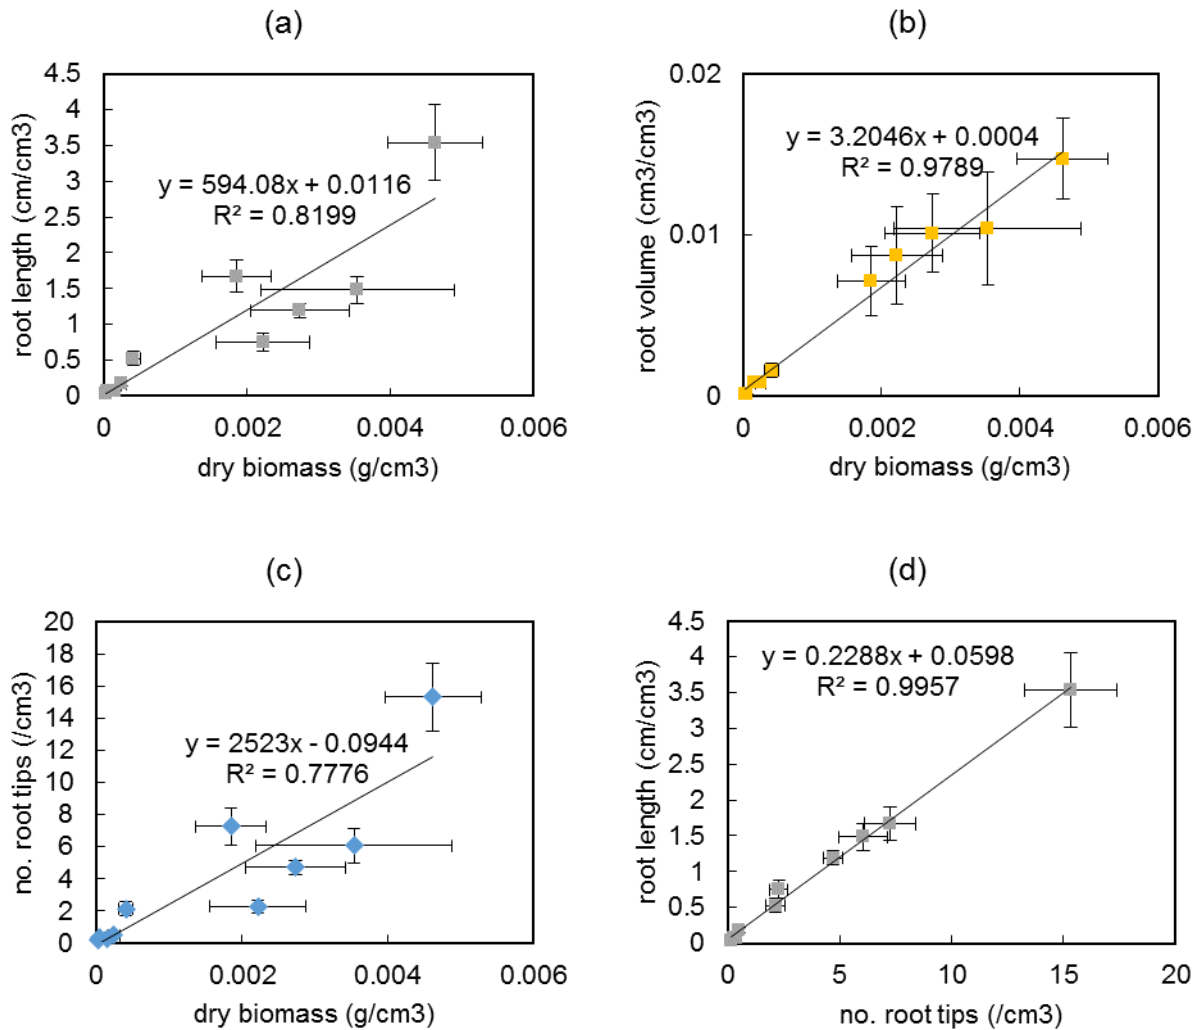 (a)
4.5
4
3.5
3
2.5
2
1.5
1
0.5
0
root length (cm/cm3)
y = 594.08x + 0.0116
R² = 0.8199
0 0.002 0.004 0.006
dry biomass (g/cm3)
(b)
0.02
0.01
0
root volume (cm3/cm3)
y = 3.2046x + 0.0004
R² = 0.9789
0 0.002 0.004 0.006
dry biomass (g/cm3)
(c)
20
18
16
14
12
10
8
6
4
2
0
no. root tips (/cm3)
y = 2523x - 0.0944
R² = 0.7776
0 0.002 0.004 0.006
dry biomass (g/cm3)
(d)
4.5
4
3.5
3
2.5
2
1.5
1
0.5
0
root length (cm/cm3)
y = 0.2288x + 0.0598
R² = 0.9957
0 5 10 15 20
no. root tips (/cm3)